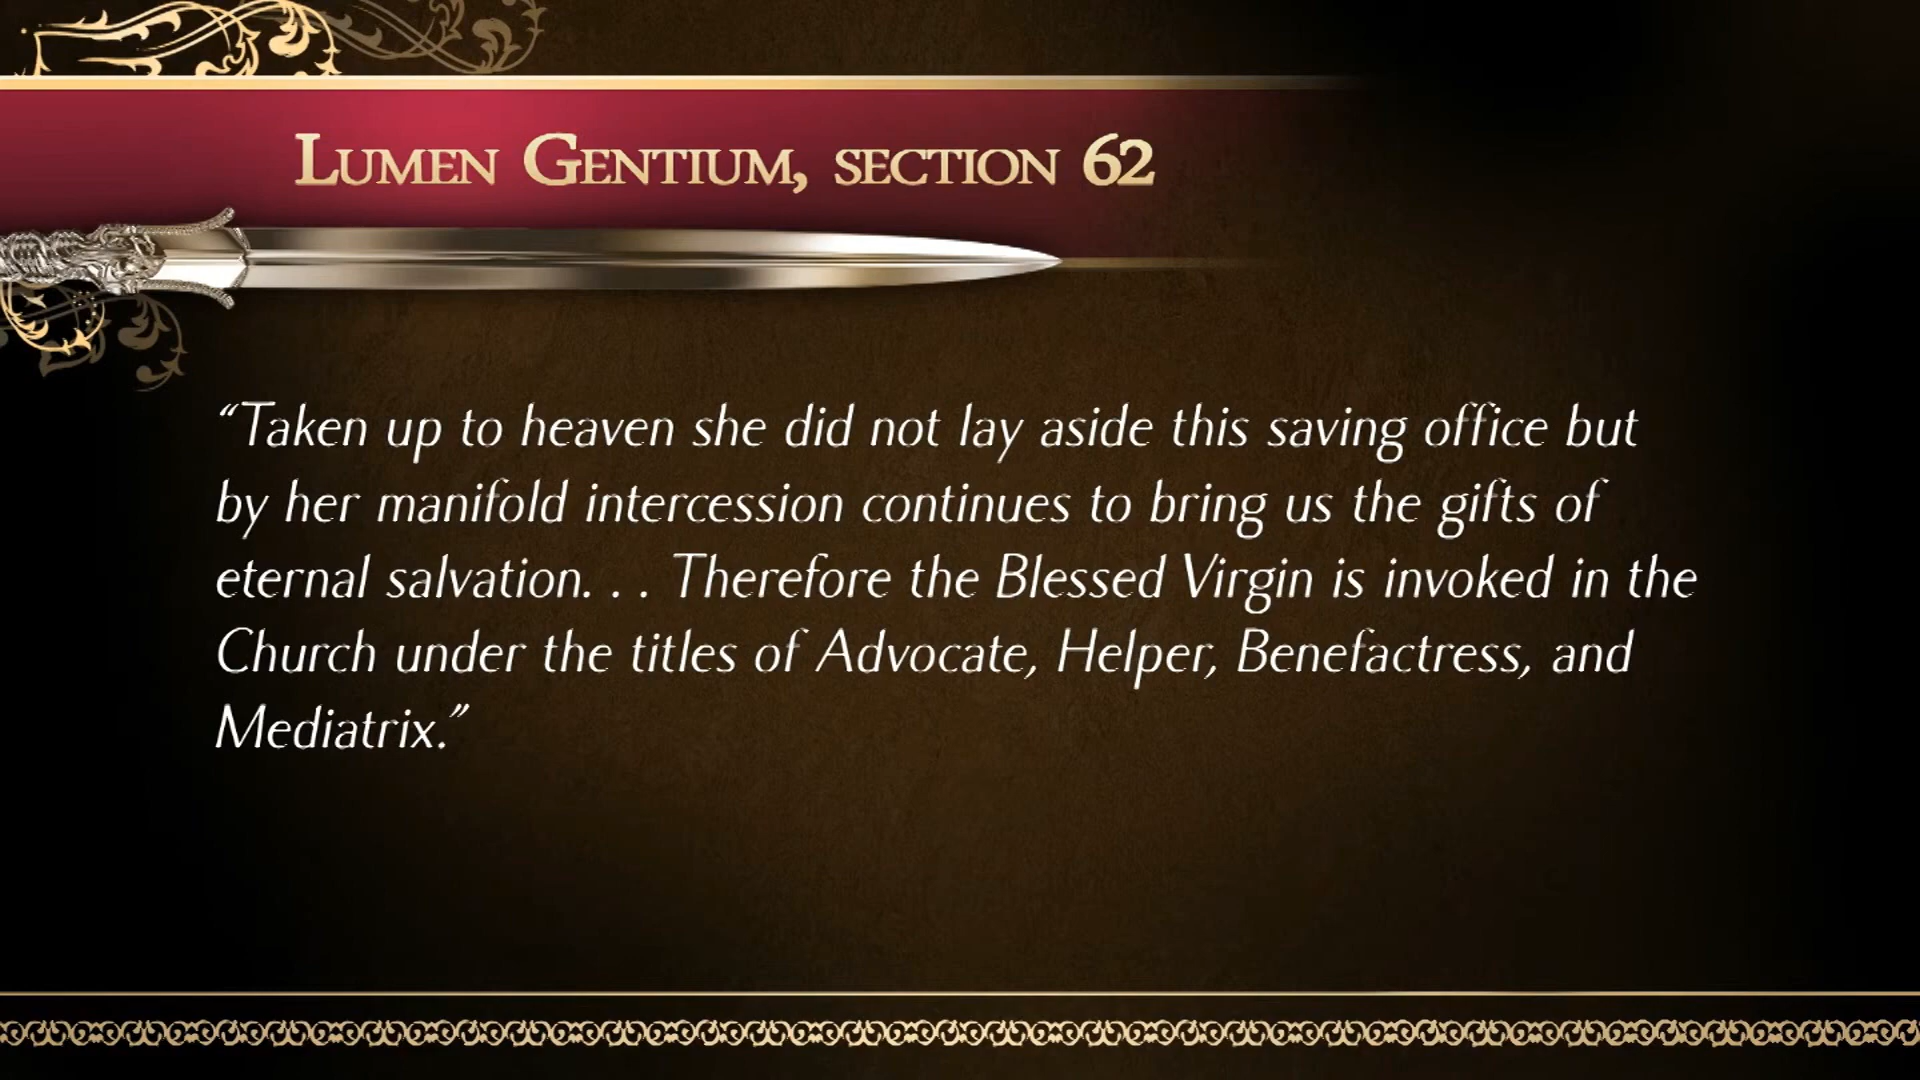 LUMEN GENTIUM, SECTION 62
“Taken up to heaven she did not lay aside this saving office but
by her manifold intercession continues to bring us the gifts of
eternal salvation. . . Therefore the Blessed Virgin is invoked in the
Church under the titles of Advocate, Helper, Benefactress, and
Mediatrix.”